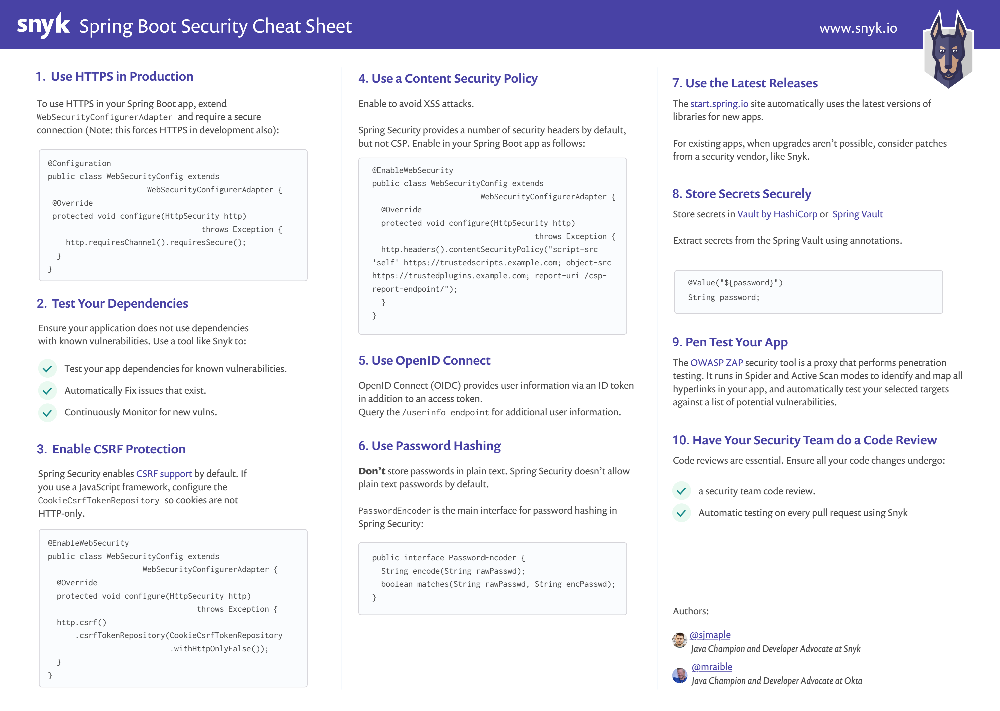 snyk Spring Boot Security Cheat Sheet
www.snyk.io
1. Use HTTPS in Production
To use HTTPS in your Spring Boot app, extend
WebSecurityConfigurerAdapter and require a secure
connection (Note: this forces HTTPS in development also):
@Configuration
public class WebSecurityConfig extends
WebSecurityConfigurerAdapter {
@Override
protected void configure(HttpSecurity http)
throws Exception {
http.requiresChannel().requiresSecure();
}
}
2. Test Your Dependencies
Ensure your application does not use dependencies
with known vulnerabilities. Use a tool like Snyk to:
Test your app dependencies for known vulnerabilities.
Automatically Fix issues that exist.
Continuously Monitor for new vulns.
3. Enable CSRF Protection
Spring Security enables CSRF support by default. If
you use a JavaScript framework, configure the
CookieCsrfTokenRepository so cookies are not
HTTP-only.
@EnableWebSecurity
public class WebSecurityConfig extends
WebSecurityConfigurerAdapter {
@Override
protected void configure(HttpSecurity http)
throws Exception {
http.csrf()
.csrfTokenRepository(CookieCsrfTokenRepository
.withHttpOnlyFalse());
}
}
4. Use a Content Security Policy
Enable to avoid XSS attacks.
Spring Security provides a number of security headers by default,
but not CSP. Enable in your Spring Boot app as follows:
@EnableWebSecurity
public class WebSecurityConfig extends
WebSecurityConfigurerAdapter {
@Override
protected void configure(HttpSecurity http)
throws Exception {
http.headers().contentSecurityPolicy("script-src
'self' https://trustedscripts.example.com; object-src
https://trustedplugins.example.com; report-uri /csp-
report-endpoint/");
}
}
5. Use OpenID Connect
OpenID Connect (OIDC) provides user information via an ID token
in addition to an access token.
Query the /userinfo endpoint for additional user information.
6. Use Password Hashing
Don't store passwords in plain text. Spring Security doesn't allow
plain text passwords by default.
PasswordEncoder is the main interface for password hashing in
Spring Security:
public interface PasswordEncoder {
String encode(String rawPasswd);
boolean matches(String rawPasswd, String encPasswd);
}
7. Use the Latest Releases
The start.spring.io site automatically uses the latest versions of
libraries for new apps.
For existing apps, when upgrades aren't possible, consider patches
from a security vendor, like Snyk.
8. Store Secrets Securely
Store secrets in Vault by HashiCorp or Spring Vault
Extract secrets from the Spring Vault using annotations.
@Value("${password}")
String password;
9. Pen Test Your App
The OWASP ZAP security tool is a proxy that performs penetration
testing. It runs in Spider and Active Scan modes to identify and map all
hyperlinks in your app, and automatically test your selected targets
against a list of potential vulnerabilities.
10. Have Your Security Team do a Code Review
Code reviews are essential. Ensure all your code changes undergo:
a security team code review.
Automatic testing on every pull request using Snyk
Authors:
@sjmaple
Java Champion and Developer Advocate at Snyk
@mraible
Java Champion and Developer Advocate at Okta